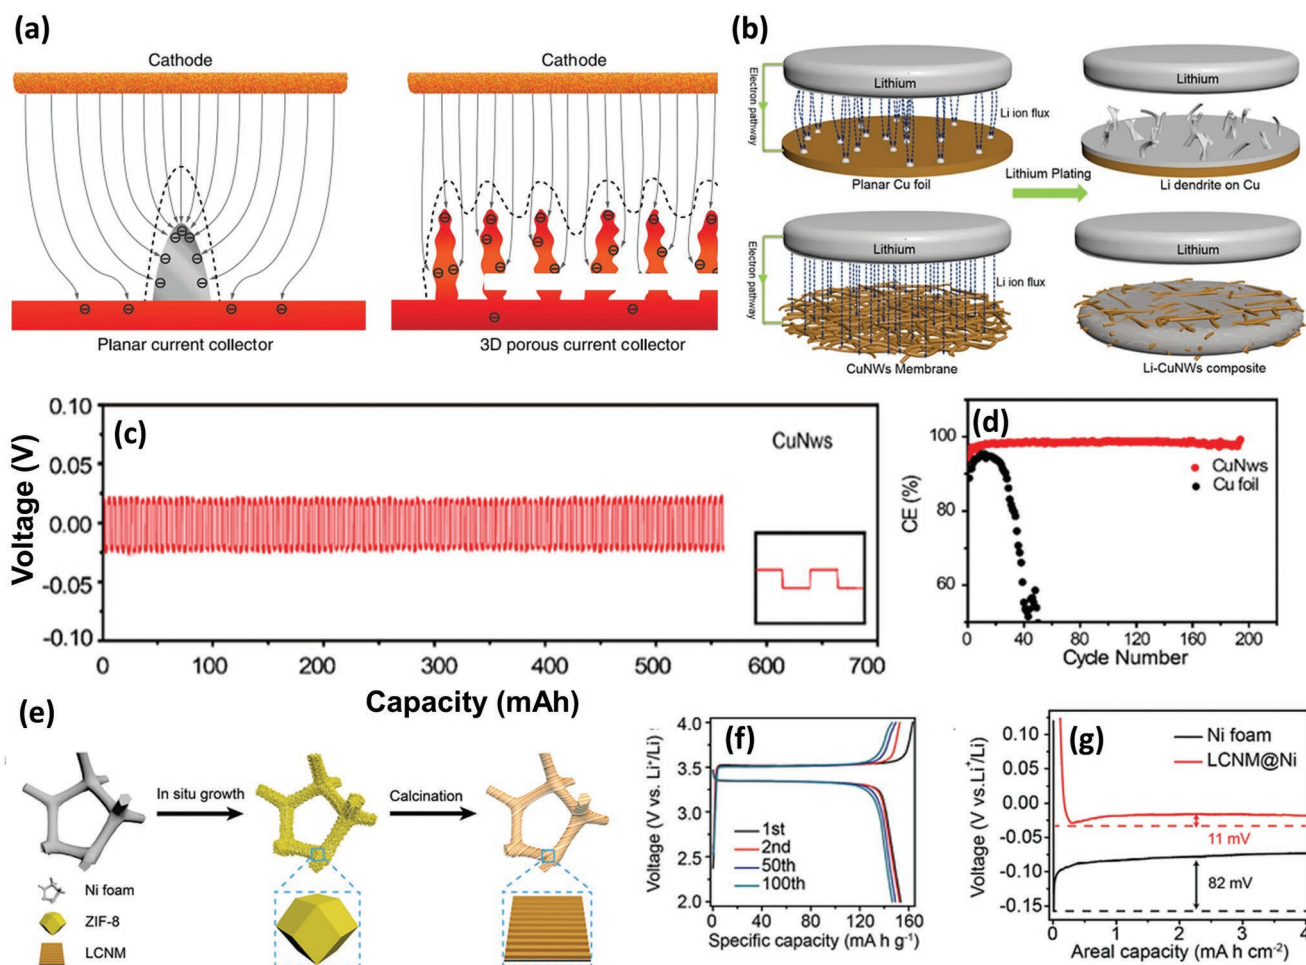 (a)
Cathode
Planar current collector
Cathode
3D porous current collector
(b)
Electron pathway
Lithium
Li ion flux
Planar Cu foil
Lithium Plating
Lithium
Li dendrite on Cu
Electron pathway
Lithium
Li ion flux
CuNWs Membrane
Lithium
Li-CuNWs composite
(c)
CuNws
Voltage (V)
0.10
0.05
0.00
-0.05
-0.10
0 100 200 300 400 500 600 700
Capacity (mAh)
(d)
CE (%)
100
80
60
CuNws
Cu foil
0 40 80 120 160 200
Cycle Number
(e)
In situ growth
Calcination
Ni foam
ZIF-8
LCNM
(f)
Voltage (V vs. Li⁺/Li)
4.0
3.5
3.0
2.5
2.0
1st
2nd
50th
100th
0 40 80 120 160
Specific capacity (mA h g⁻¹)
(g)
Voltage (V vs.Li⁺/Li)
0.10
0.05
0.00
-0.05
-0.10
-0.15
Ni foam
LCNM@Ni
11 mV
82 mV
0 1 2 3 4
Areal capacity (mA h cm⁻²)